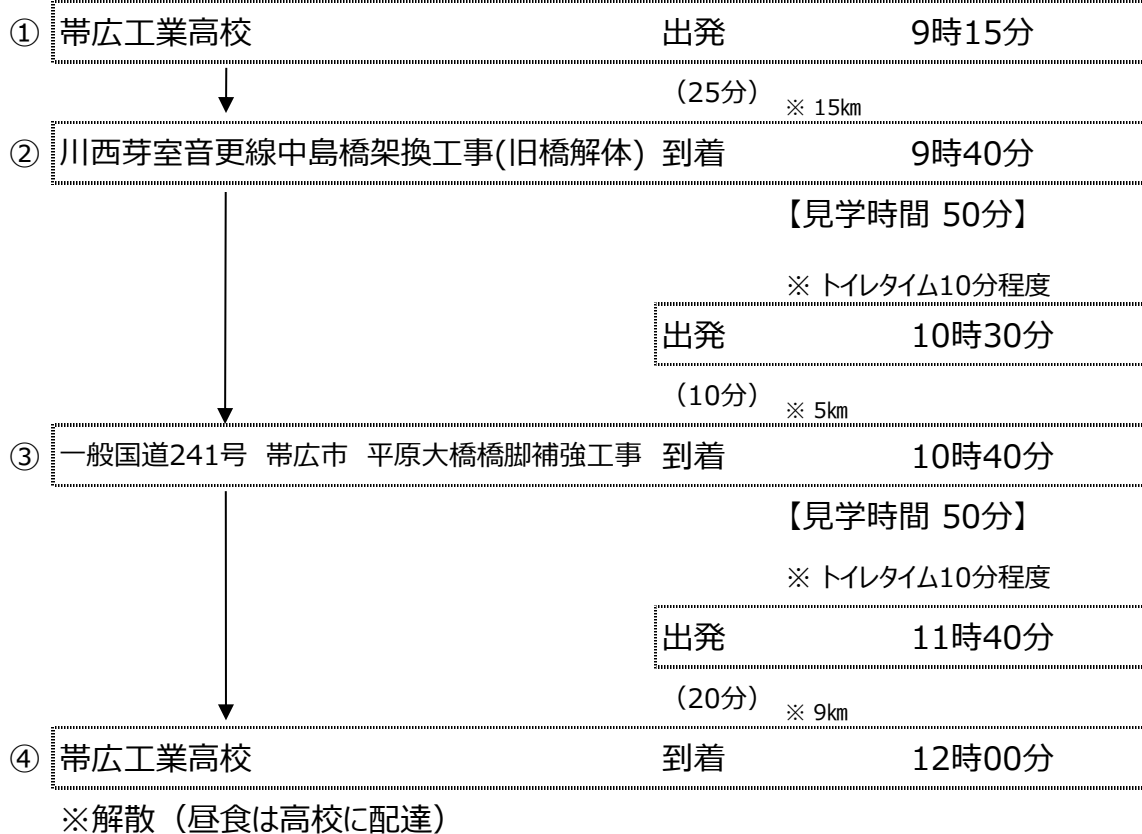 ① 帯広工業高校 出発 9時15分
（25分） ※ 15㎞
② 川西芽室音更線中島橋架換工事(旧橋解体) 到着 9時40分
【見学時間 50分】
※ トイレタイム10分程度
出発 10時30分
（10分） ※ 5㎞
③ 一般国道241号 帯広市 平原大橋橋脚補強工事 到着 10時40分
【見学時間 50分】
※ トイレタイム10分程度
出発 11時40分
（20分） ※ 9㎞
④ 帯広工業高校 到着 12時00分
※解散（昼食は高校に配達）